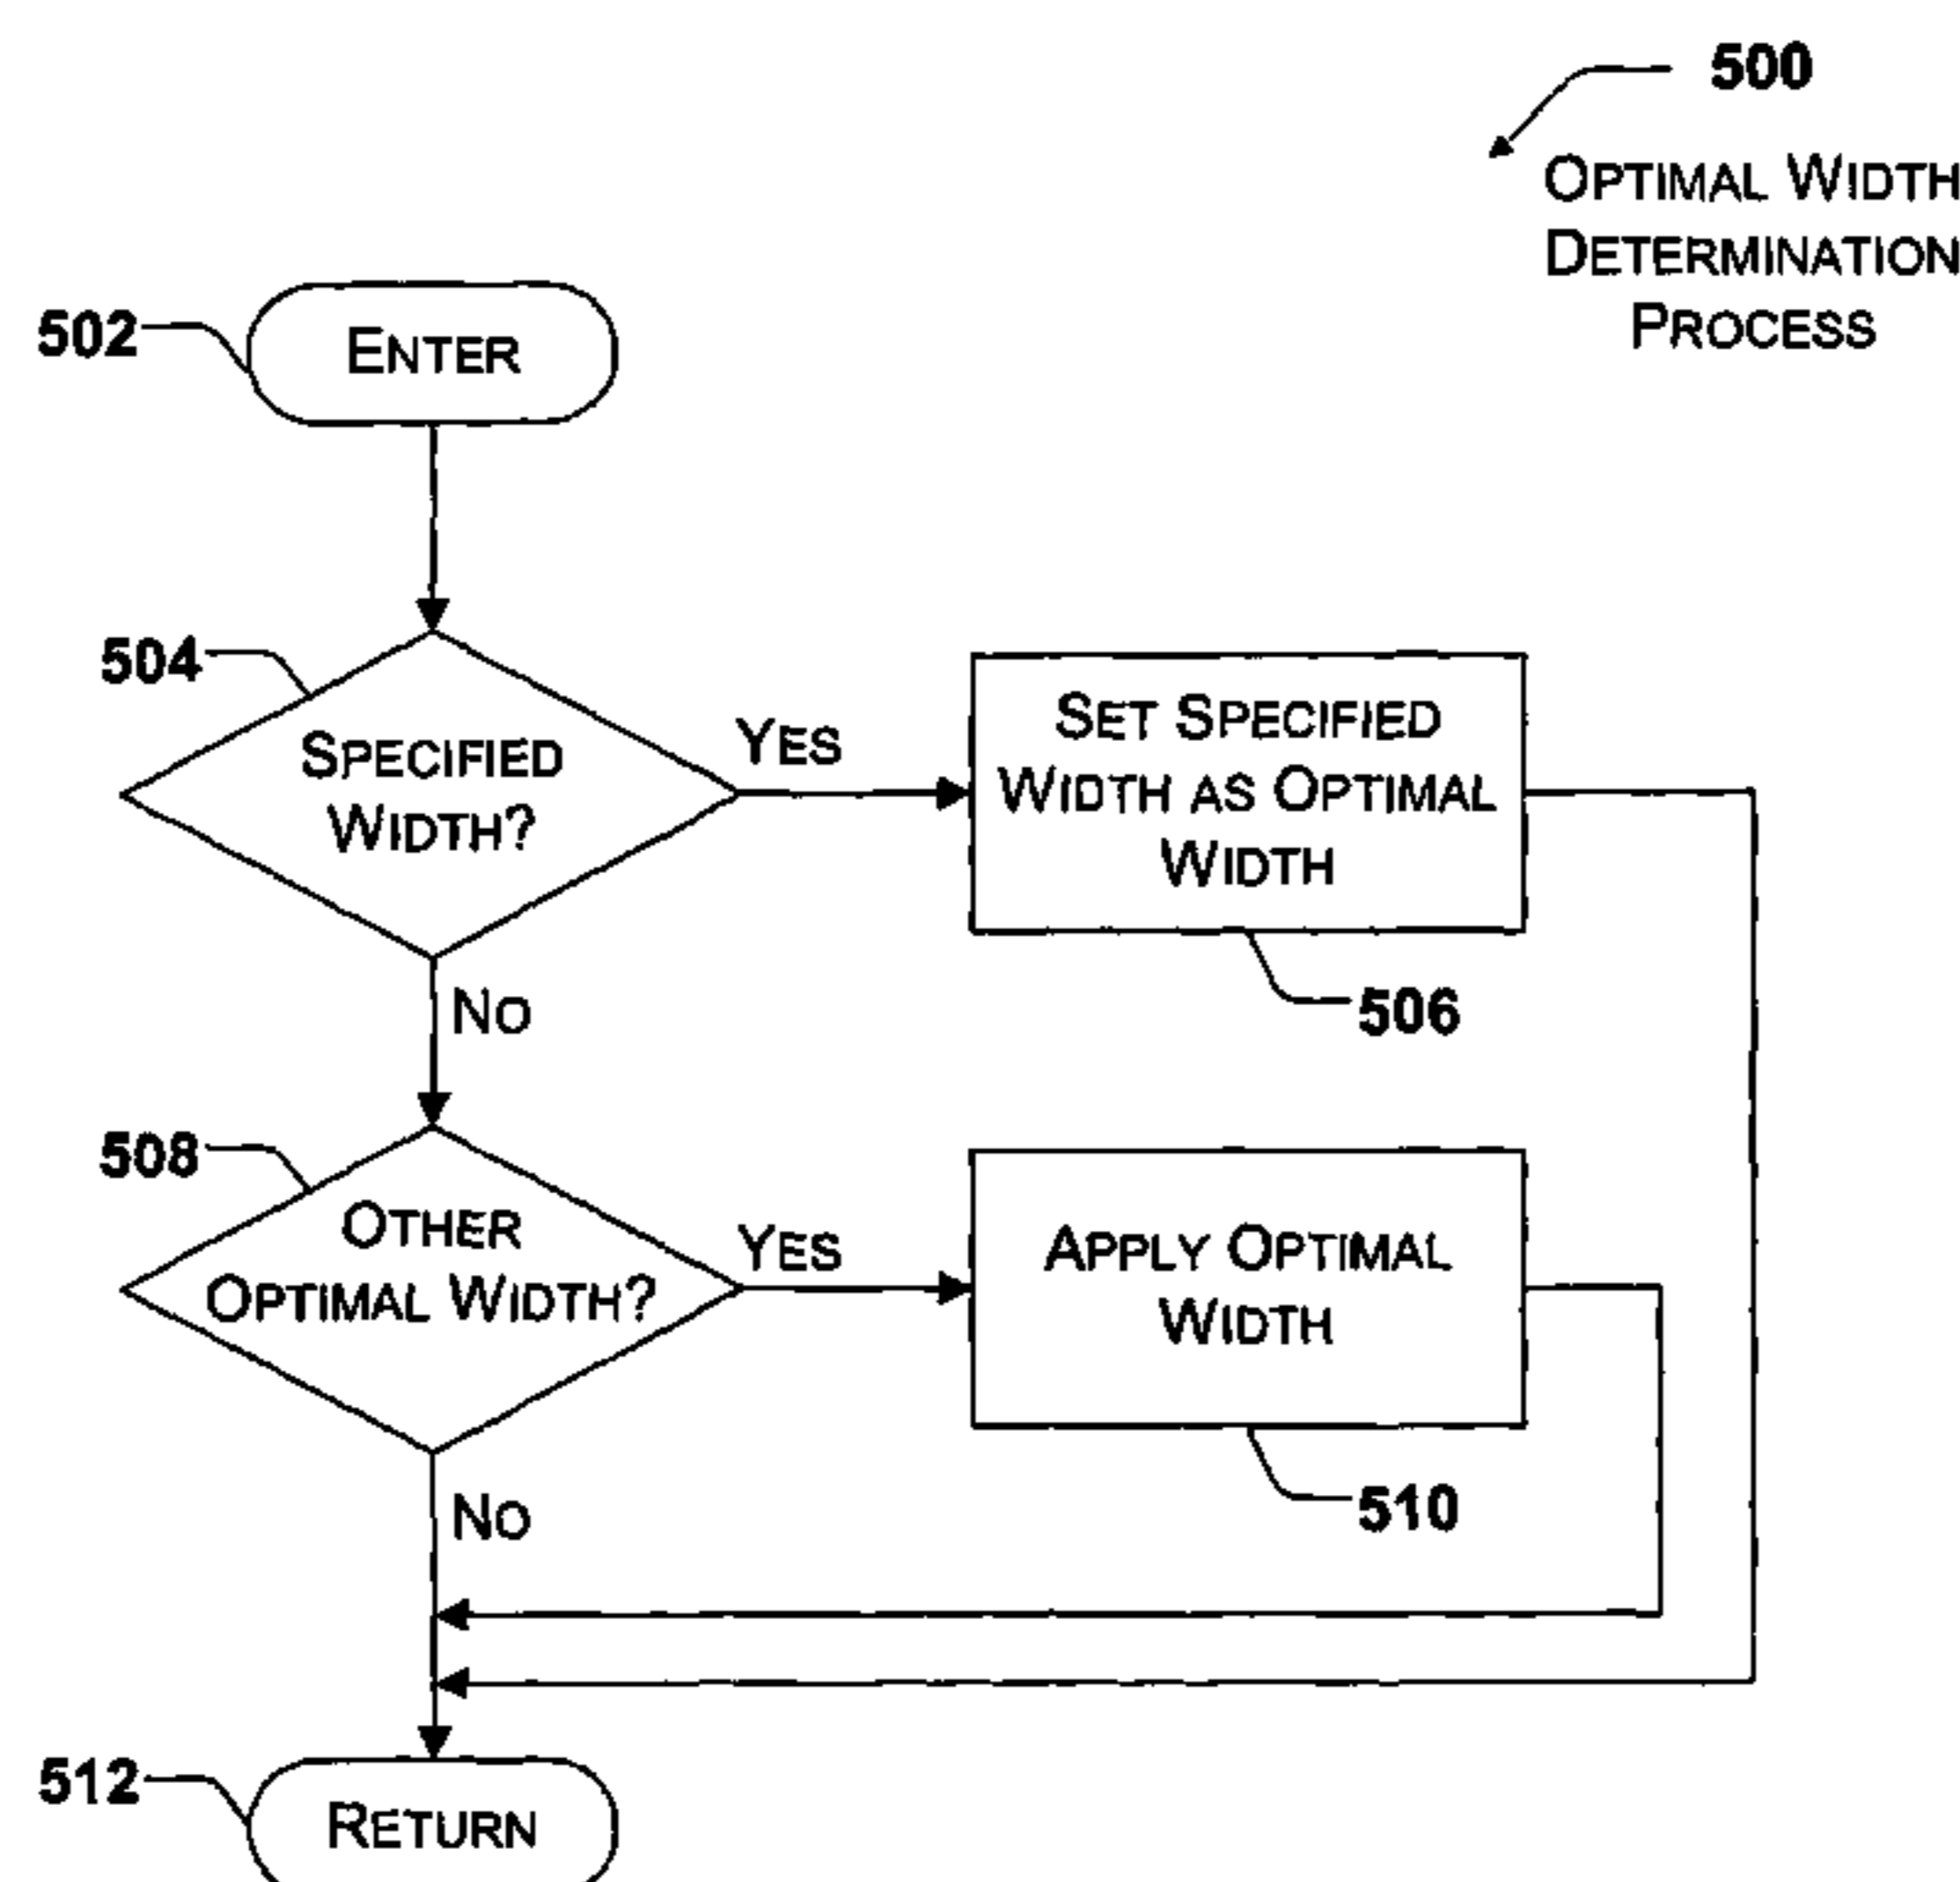 500
OPTIMAL WIDTH
DETERMINATION
PROCESS
502
ENTER
504
SPECIFIED
WIDTH?
YES
SET SPECIFIED
WIDTH AS OPTIMAL
WIDTH
506
NO
508
OTHER
OPTIMAL WIDTH?
YES
APPLY OPTIMAL
WIDTH
510
NO
512
RETURN